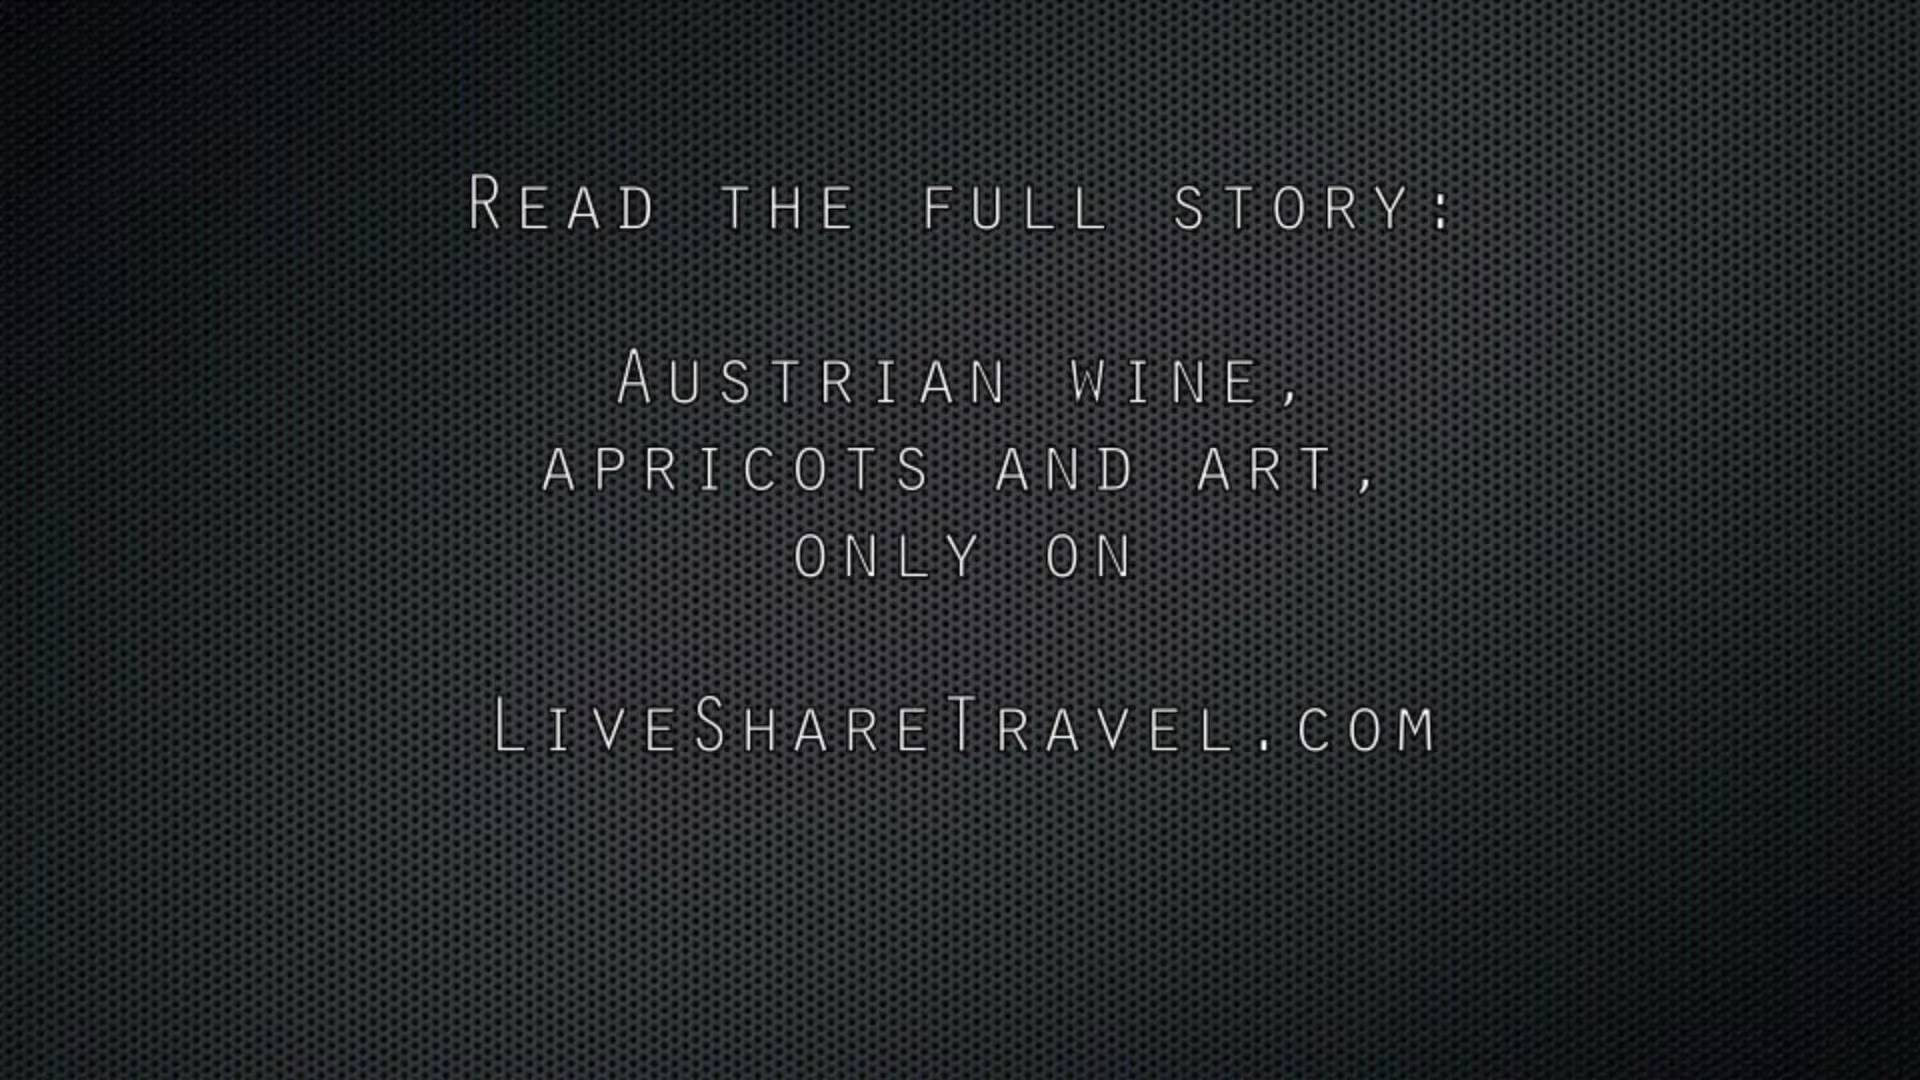 Read the full story:
Austrian wine,
apricots and art,
only on
LiveShareTravel.com